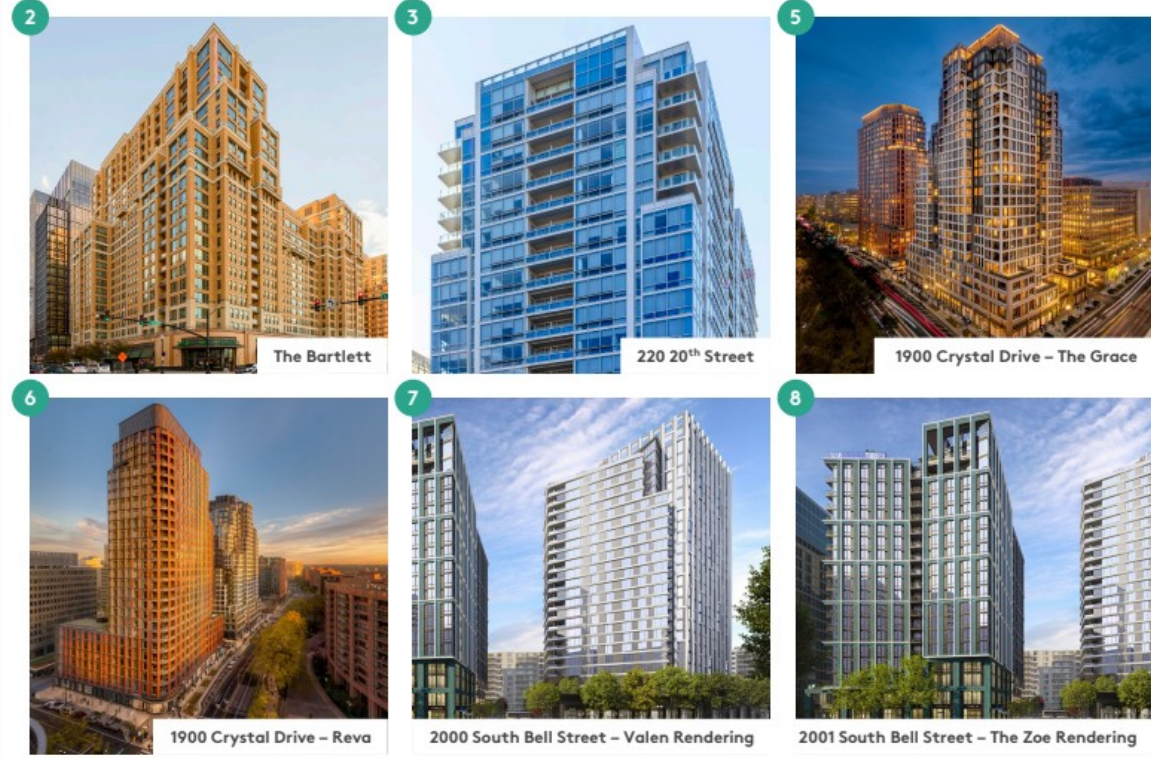 2
3
5
The Bartlett
220 20th Street
1900 Crystal Drive – The Grace
6
7
8
1900 Crystal Drive – Reva
2000 South Bell Street – Valen Rendering
2001 South Bell Street – The Zoe Rendering